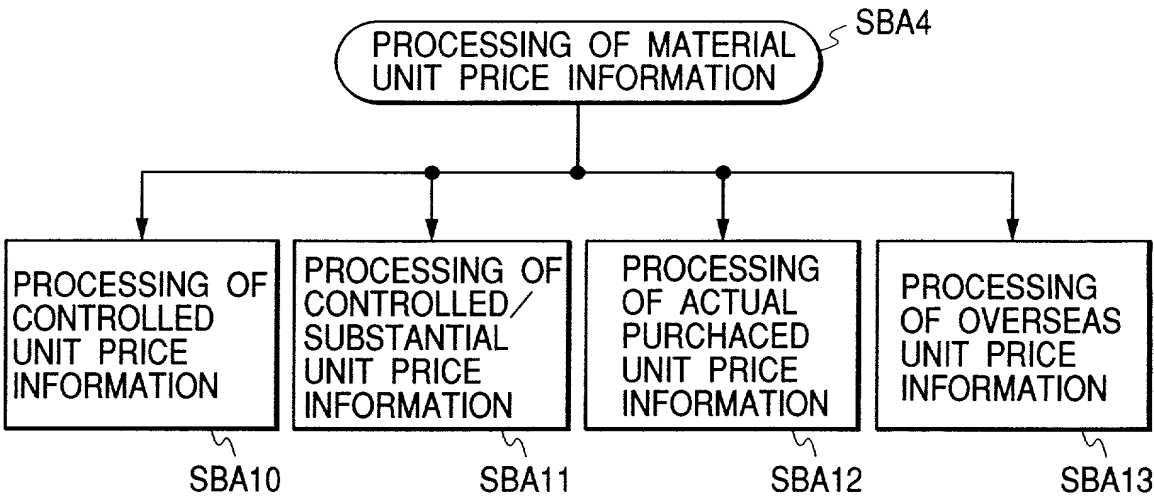 SBA4
PROCESSING OF MATERIAL
UNIT PRICE INFORMATION
PROCESSING OF
CONTROLLED
UNIT PRICE
INFORMATION
SBA10
PROCESSING OF
CONTROLLED/
SUBSTANTIAL
UNIT PRICE
INFORMATION
SBA11
PROCESSING
OF ACTUAL
PURCHACED
UNIT PRICE
INFORMATION
SBA12
PROCESSING
OF OVERSEAS
UNIT PRICE
INFORMATION
SBA13